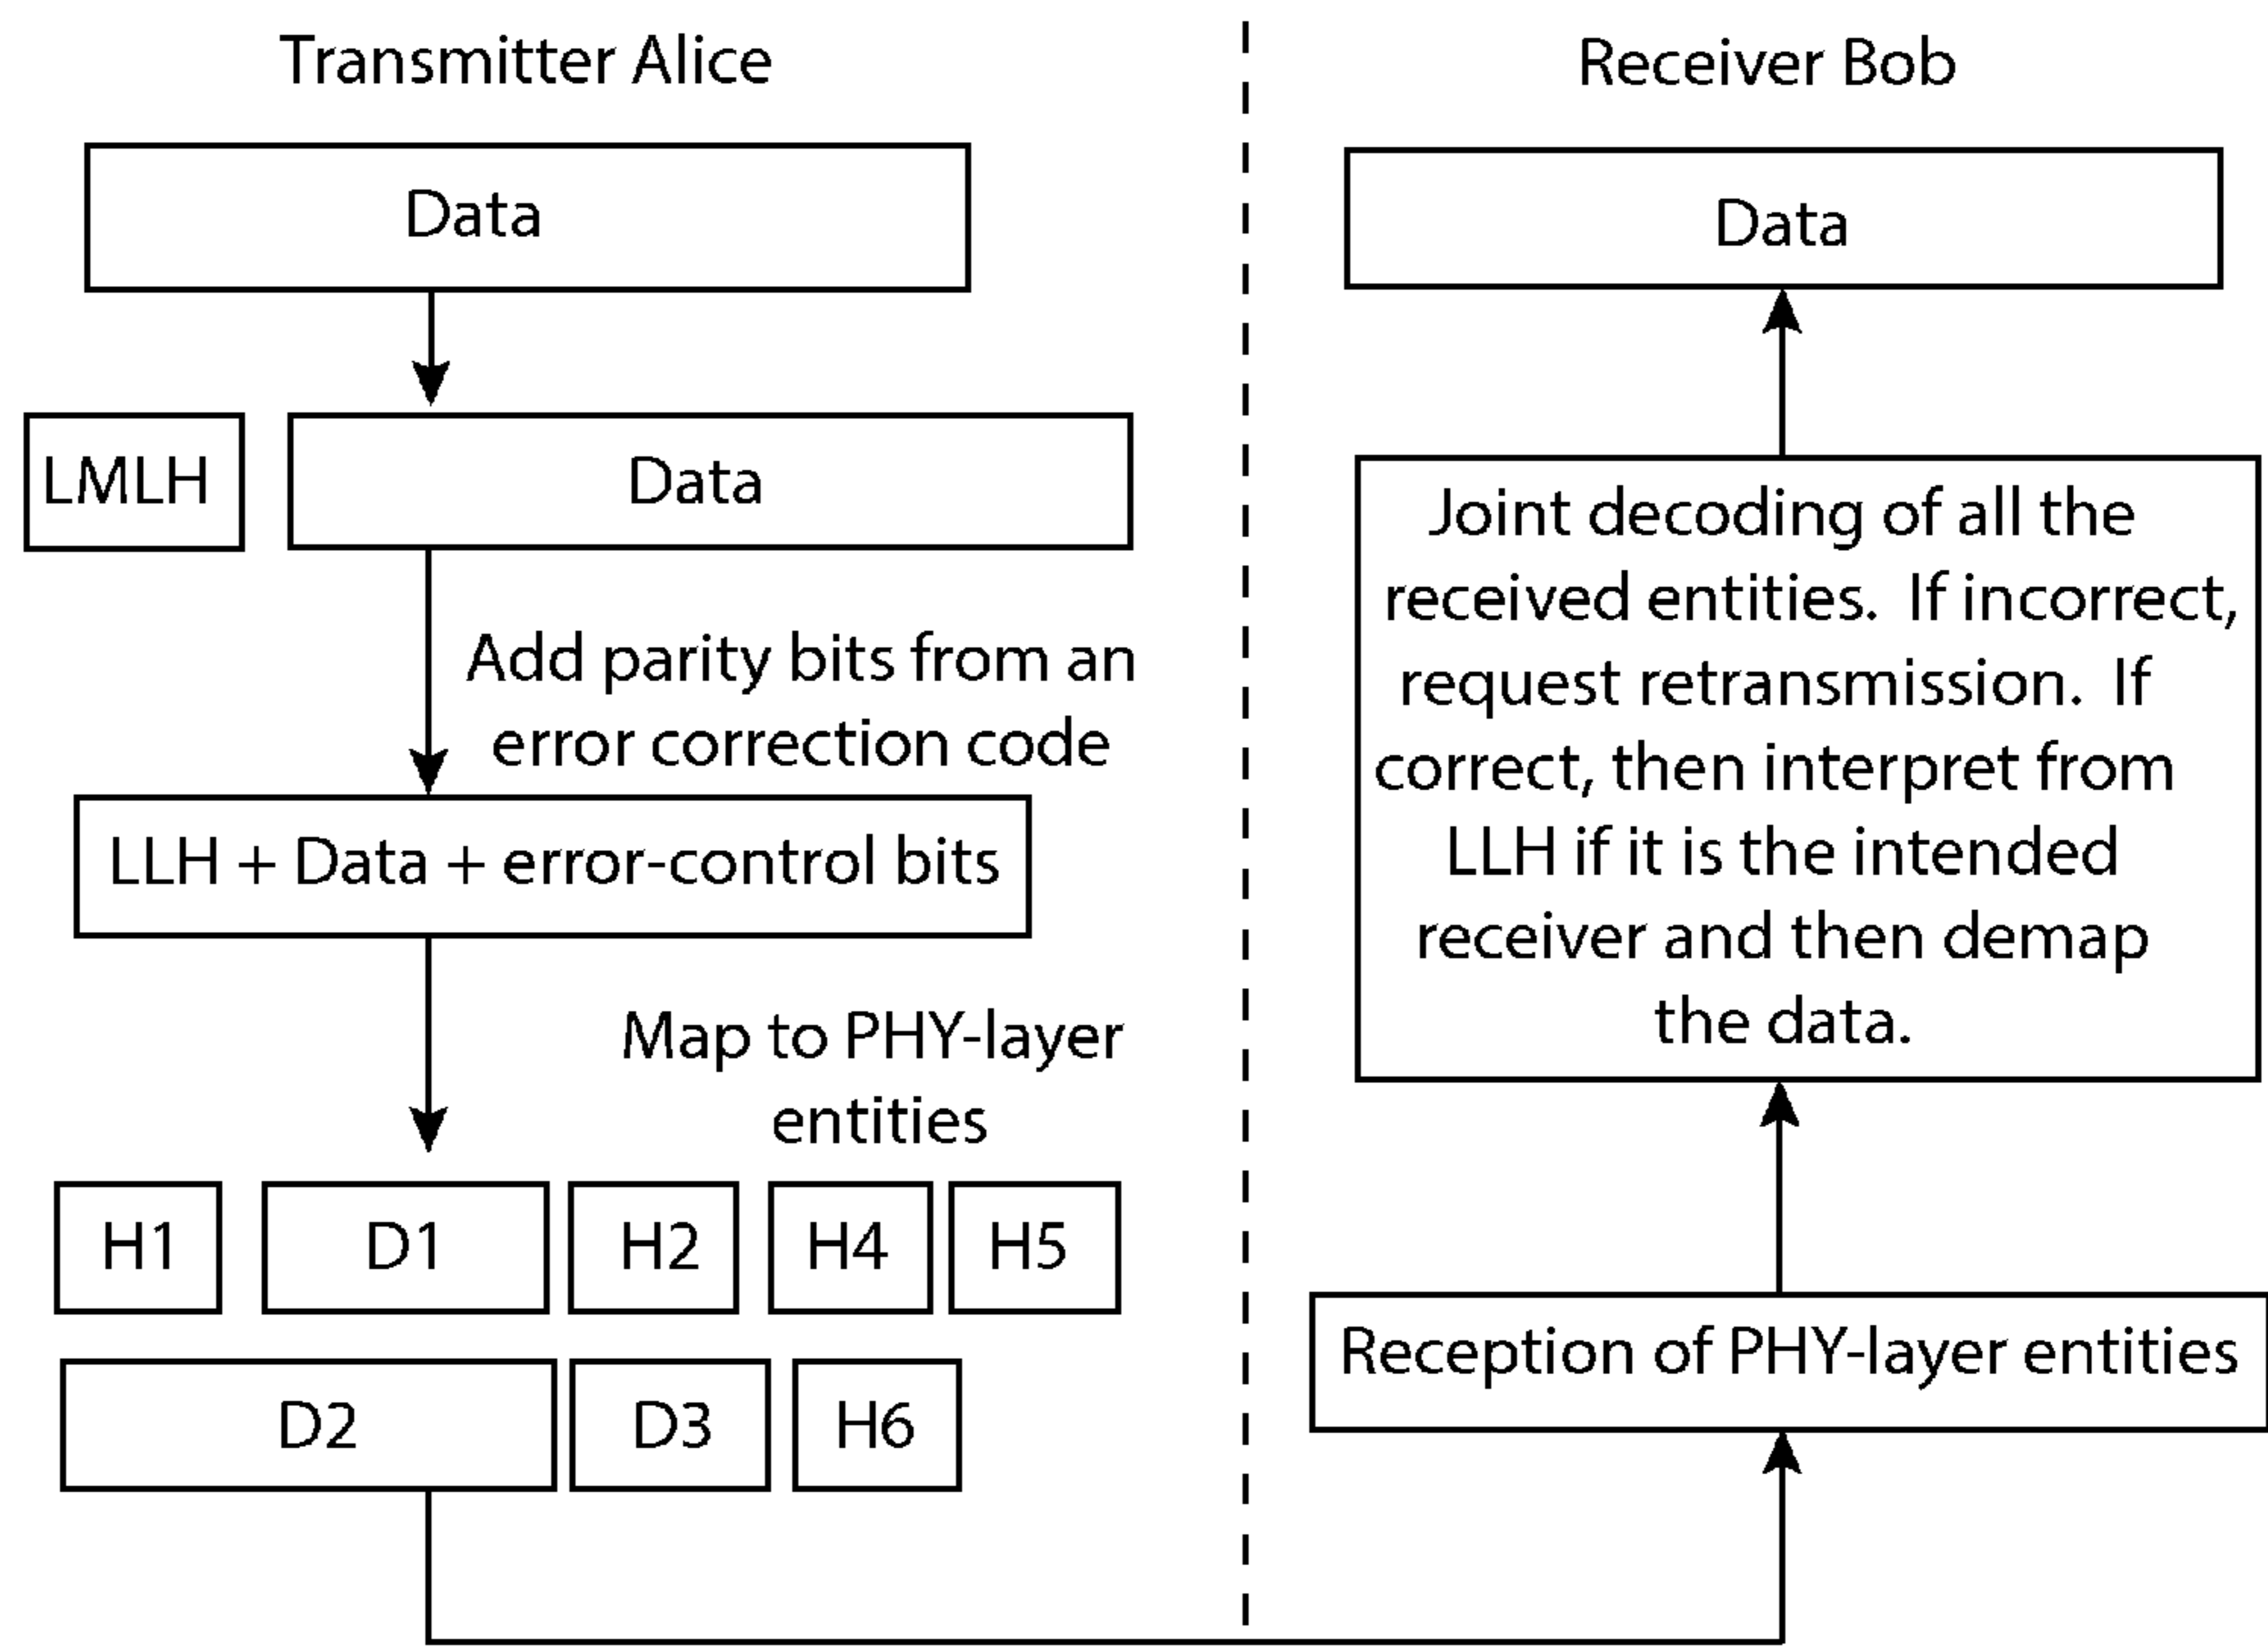 Transmitter Alice
Data
LMLH
Data
Add parity bits from an
error correction code
LLH + Data + error-control bits
Map to PHY-layer
entities
H1
D1
H2
H4
H5
D2
D3
H6
Receiver Bob
Data
Joint decoding of all the
received entities. If incorrect,
request retransmission. If
correct, then interpret from
LLH if it is the intended
receiver and then demap
the data.
Reception of PHY-layer entities